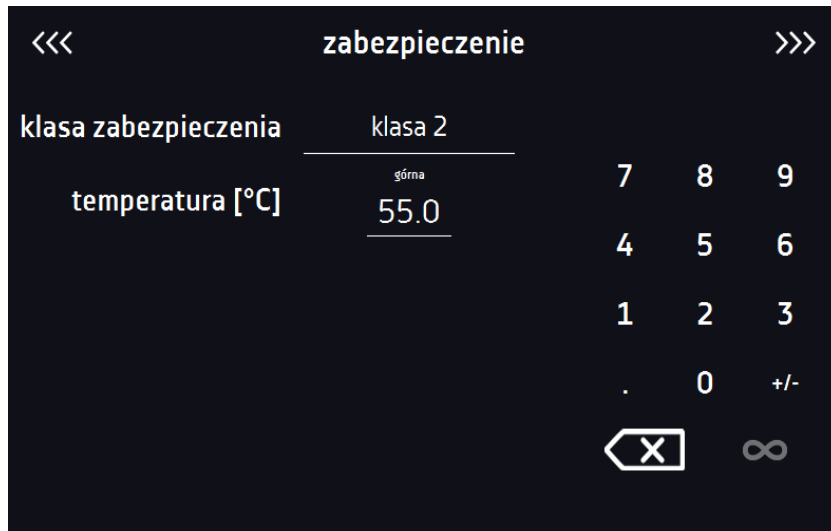 <<< zabezpieczenie >>>
klasa zabezpieczenia klasa 2
górna
temperatura [°C] 55.0
7 8 9
4 5 6
1 2 3
. 0 +/-
X ∞